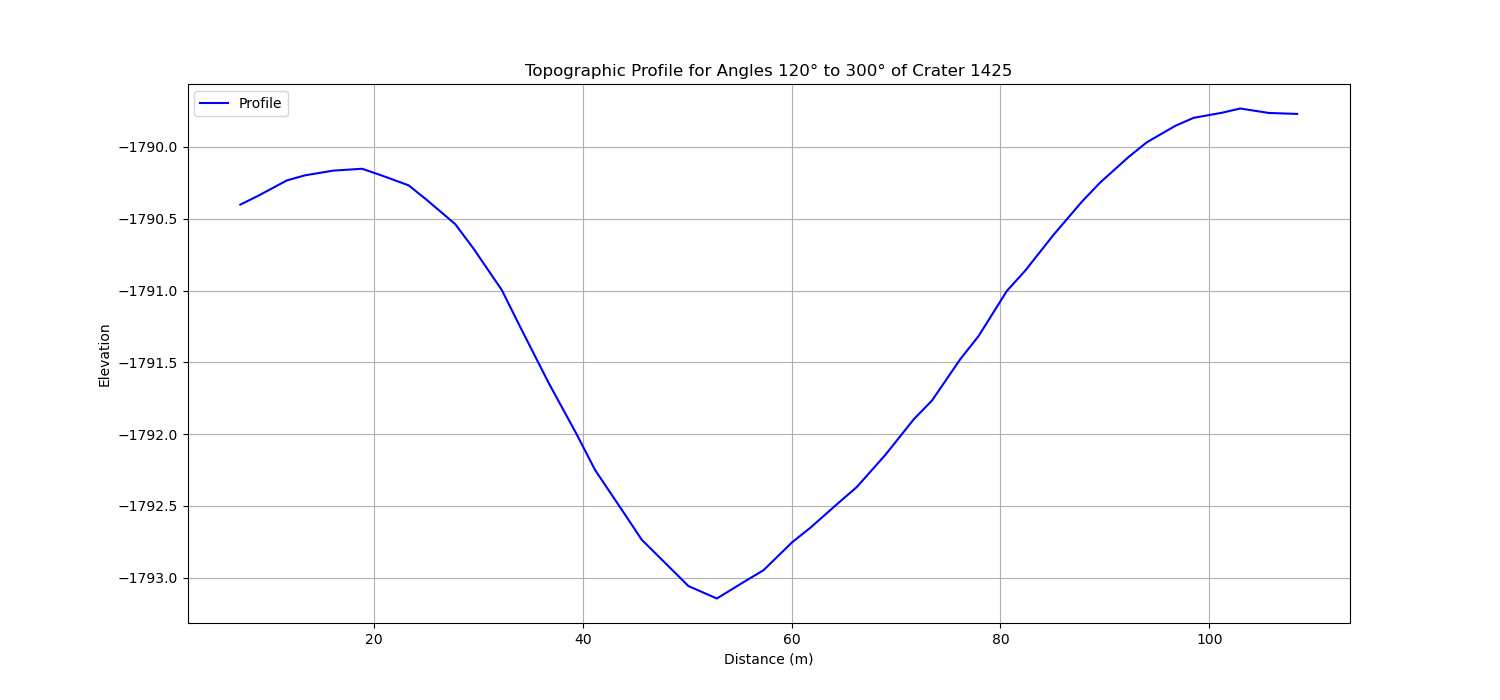 Topographic Profile for Angles 120° to 300° of Crater 1425
Profile
−1790.0
−1790.5
−1791.0
−1791.5
−1792.0
−1792.5
−1793.0
Elevation
20 40 60 80 100
Distance (m)